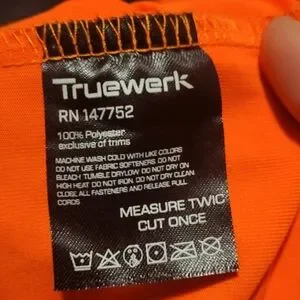 Truewerk
RN 147752
100% Polyester
exclusive of trims
MACHINE WASH COLD WITH LIKE COLORS
DO NOT USE FABRIC SOFTENERS DO NOT
BLEACH TUMBLE DRYLOW DO NOT DRY ON
HIGH HEAT DO NOT IRON. DO NOT DRY CLEAN
CLOSE ALL FASTENERS AND RELEASE PULL
CORDS
MEASURE TWIC
CUT ONCE